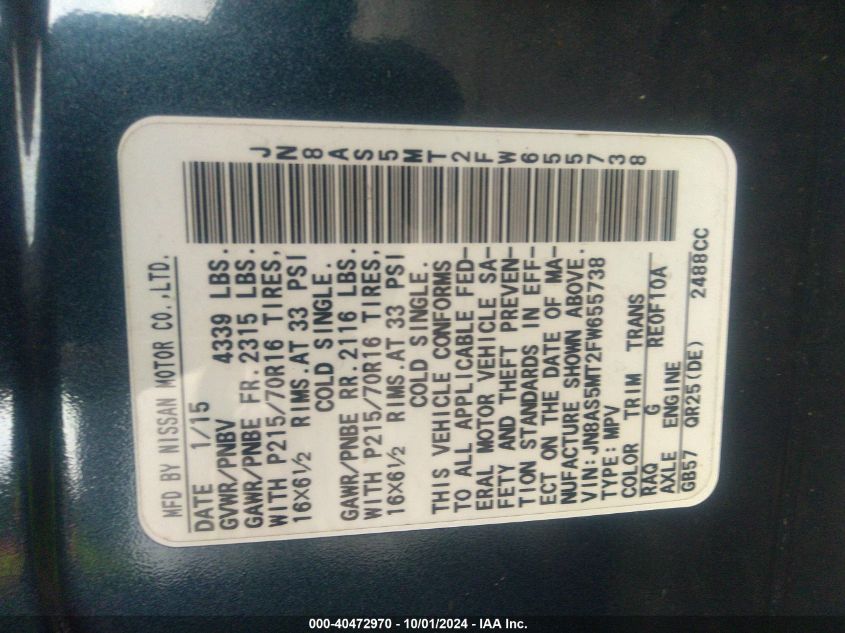 MFD BY NISSAN MOTOR CO.,LTD.
DATE 1/15
GVWR/PNBV 4339 LBS.
GAWR/PNBE FR.2315 LBS.
WITH P215/70R16 TIRES,
16X6½ RIMS.AT 33 PSI
COLD SINGLE.
GAWR/PNBE RR.2116 LBS.
WITH P215/70R16 TIRES,
16X6½ RIMS.AT 33 PSI
COLD SINGLE.
THIS VEHICLE CONFORMS
TO ALL APPLICABLE FED-
ERAL MOTOR VEHICLE SA-
FETY AND THEFT PREVEN-
TION STANDARDS IN EFF-
ECT ON THE DATE OF MA-
NUFACTURE SHOWN ABOVE.
VIN:JN8AS5MT2FW655738
TYPE:MPV
COLOR TRIM TRANS
RAQ G RE0F10A
AXLE ENGINE
GB57 QR25(DE) 2488CC
JN8AS5MT2FW655738
000-40472970 - 10/01/2024 - IAA Inc.